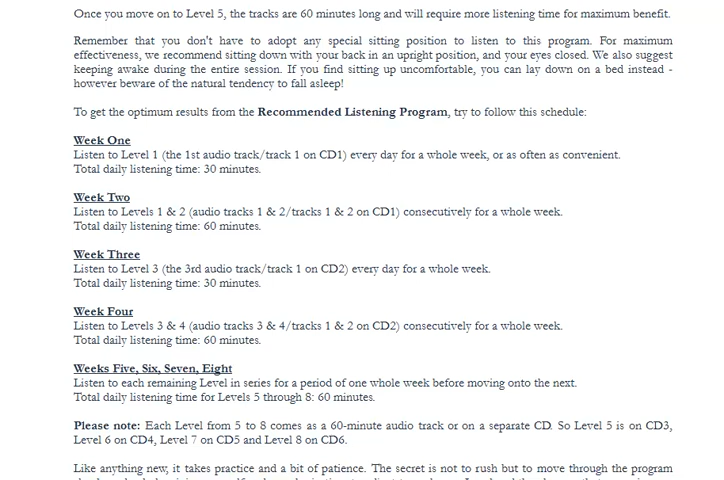 Once you move on to Level 5, the tracks are 60 minutes long and will require more listening time for maximum benefit.
Remember that you don't have to adopt any special sitting position to listen to this program. For maximum
effectiveness, we recommend sitting down with your back in an upright position, and your eyes closed. We also suggest
keeping awake during the entire session. If you find sitting up uncomfortable, you can lay down on a bed instead -
however beware of the natural tendency to fall asleep!
To get the optimum results from the Recommended Listening Program, try to follow this schedule:
Week One
Listen to Level 1 (the 1st audio track/track 1 on CD1) every day for a whole week, or as often as convenient.
Total daily listening time: 30 minutes.
Week Two
Listen to Levels 1 & 2 (audio tracks 1 & 2/tracks 1 & 2 on CD1) consecutively for a whole week.
Total daily listening time: 60 minutes.
Week Three
Listen to Level 3 (the 3rd audio track/track 1 on CD2) every day for a whole week.
Total daily listening time: 30 minutes.
Week Four
Listen to Levels 3 & 4 (audio tracks 3 & 4/tracks 1 & 2 on CD2) consecutively for a whole week.
Total daily listening time: 60 minutes.
Weeks Five, Six, Seven, Eight
Listen to each remaining Level in series for a period of one whole week before moving onto the next.
Total daily listening time for Levels 5 through 8: 60 minutes.
Please note: Each Level from 5 to 8 comes as a 60-minute audio track or on a separate CD. So Level 5 is on CD3,
Level 6 on CD4, Level 7 on CD5 and Level 8 on CD6.
Like anything new, it takes practice and a bit of patience. The secret is not to rush but to move through the program